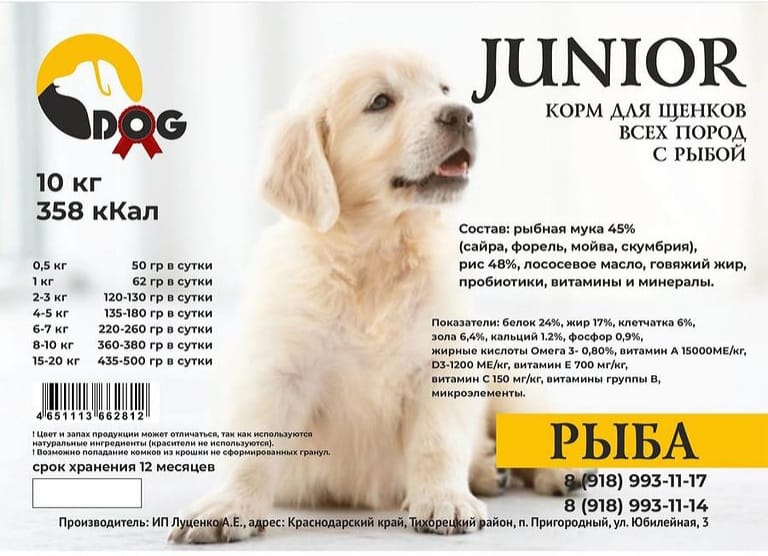 DOG
JUNIOR
КОРМ ДЛЯ ЩЕНКОВ
ВСЕХ ПОРОД
С РЫБОЙ
10 кг
358 кКал
0,5 кг 50 гр в сутки
1 кг 62 гр в сутки
2-3 кг 120-130 гр в сутки
4-5 кг 135-180 гр в сутки
6-7 кг 220-260 гр в сутки
8-10 кг 360-380 гр в сутки
15-20 кг 435-500 гр в сутки
Состав: рыбная мука 45%
(сайра, форель, мойва, скумбрия),
рис 48%, лососевое масло, говяжий жир,
пробиотики, витамины и минералы.
Показатели: белок 24%, жир 17%, клетчатка 6%,
зола 6,4%, кальций 1.2%, фосфор 0,9%,
жирные кислоты Омега 3- 0,80%, витамин А 15000МЕ/кг,
D3-1200 МЕ/кг, витамин Е 700 мг/кг,
витамин С 150 мг/кг, витамины группы В,
микроэлементы.
4 651113 662812
! Цвет и запах продукции может отличаться, так как используются
натуральные ингредиенты (красители не используются).
! Возможно попадание комков из крошки не сформированных гранул.
срок хранения 12 месяцев
РЫБА
8 (918) 993-11-17
8 (918) 993-11-14
Производитель: ИП Луценко А.Е., адрес: Краснодарский край, Тихорецкий район, п. Пригородный, ул. Юбилейная, 3